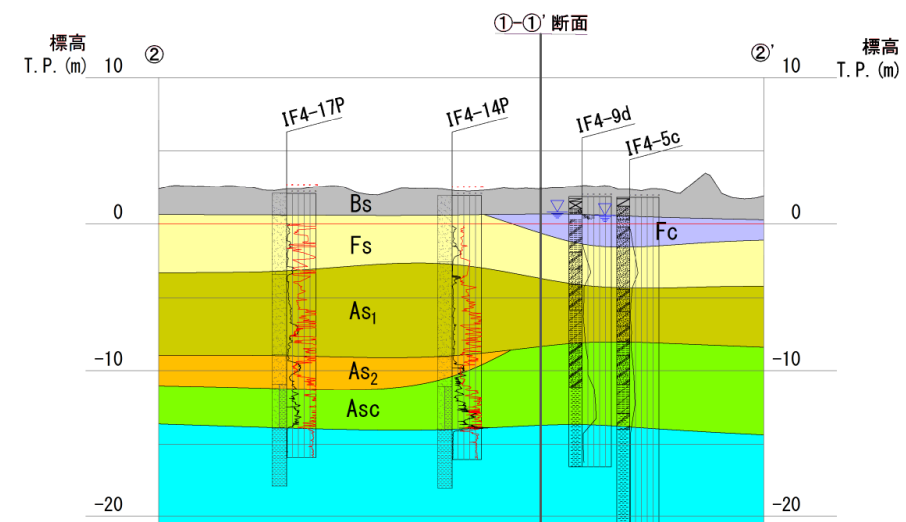 ①-①' 断面
標高
T.P.(m)
②
②'
標高
T.P.(m)
10
10
IF4-17P
IF4-14P
IF4-9d
IF4-5c
Bs
0
0
Fc
Fs
As1
-10
-10
As2
Asc
-20
-20